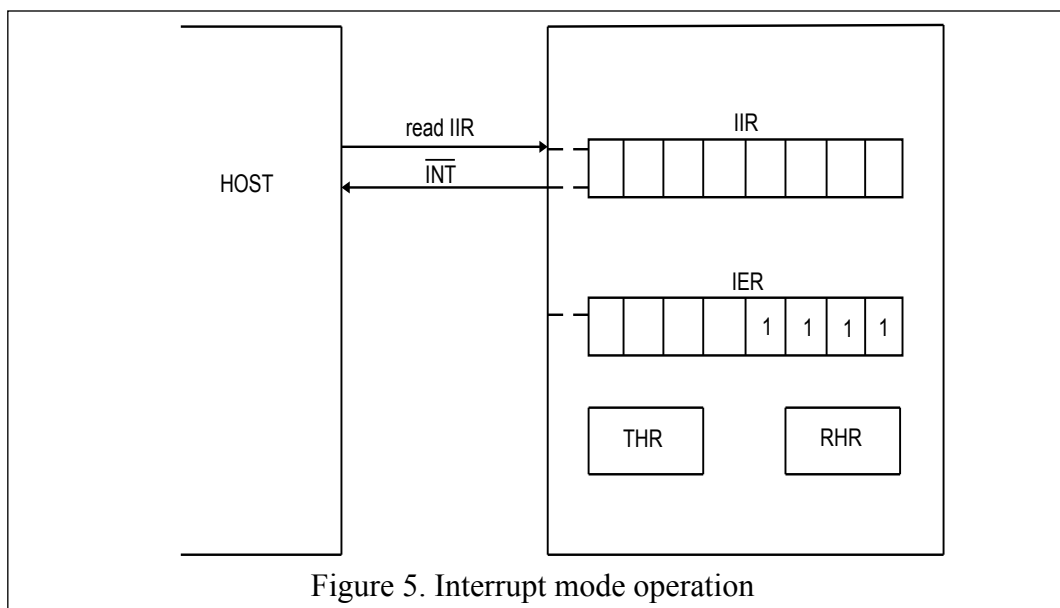 read IIR
IIR
HOST
INT
IER
1 1 1 1
THR
RHR
Figure 5. Interrupt mode operation